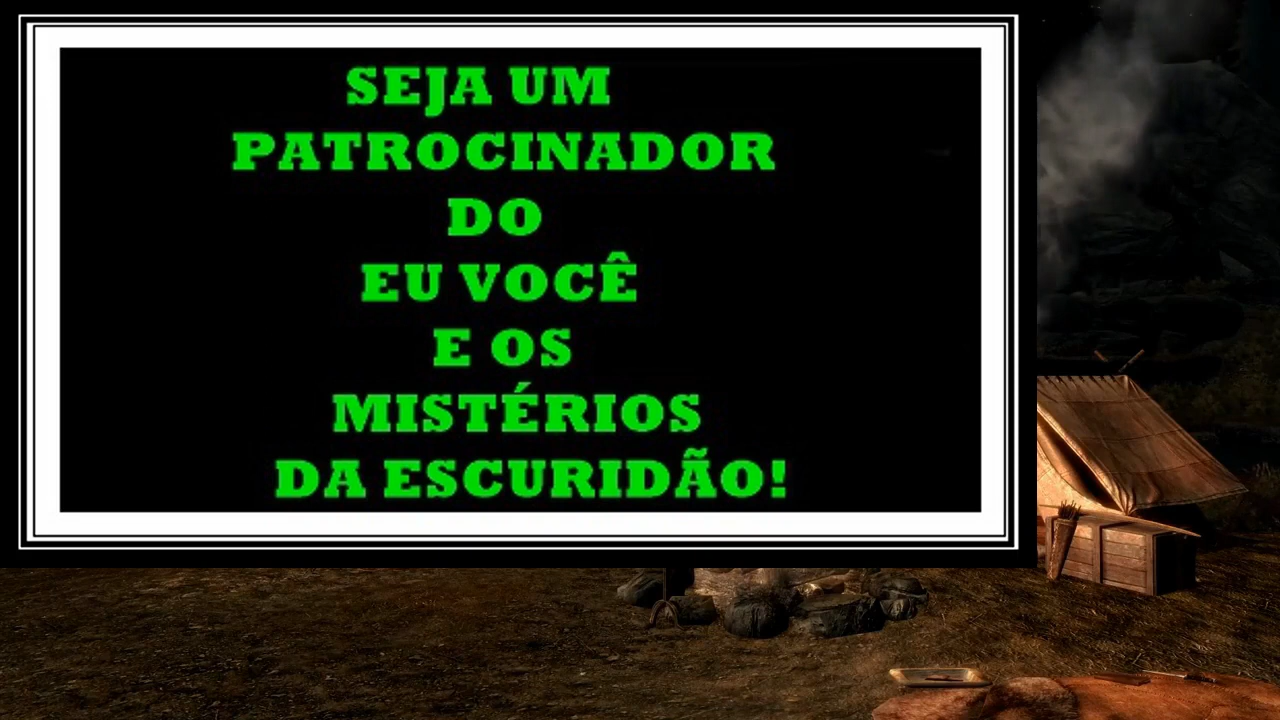 SEJA UM
PATROCINADOR
DO
EU VOCÊ
E OS
MISTÉRIOS
DA ESCURIDÃO!